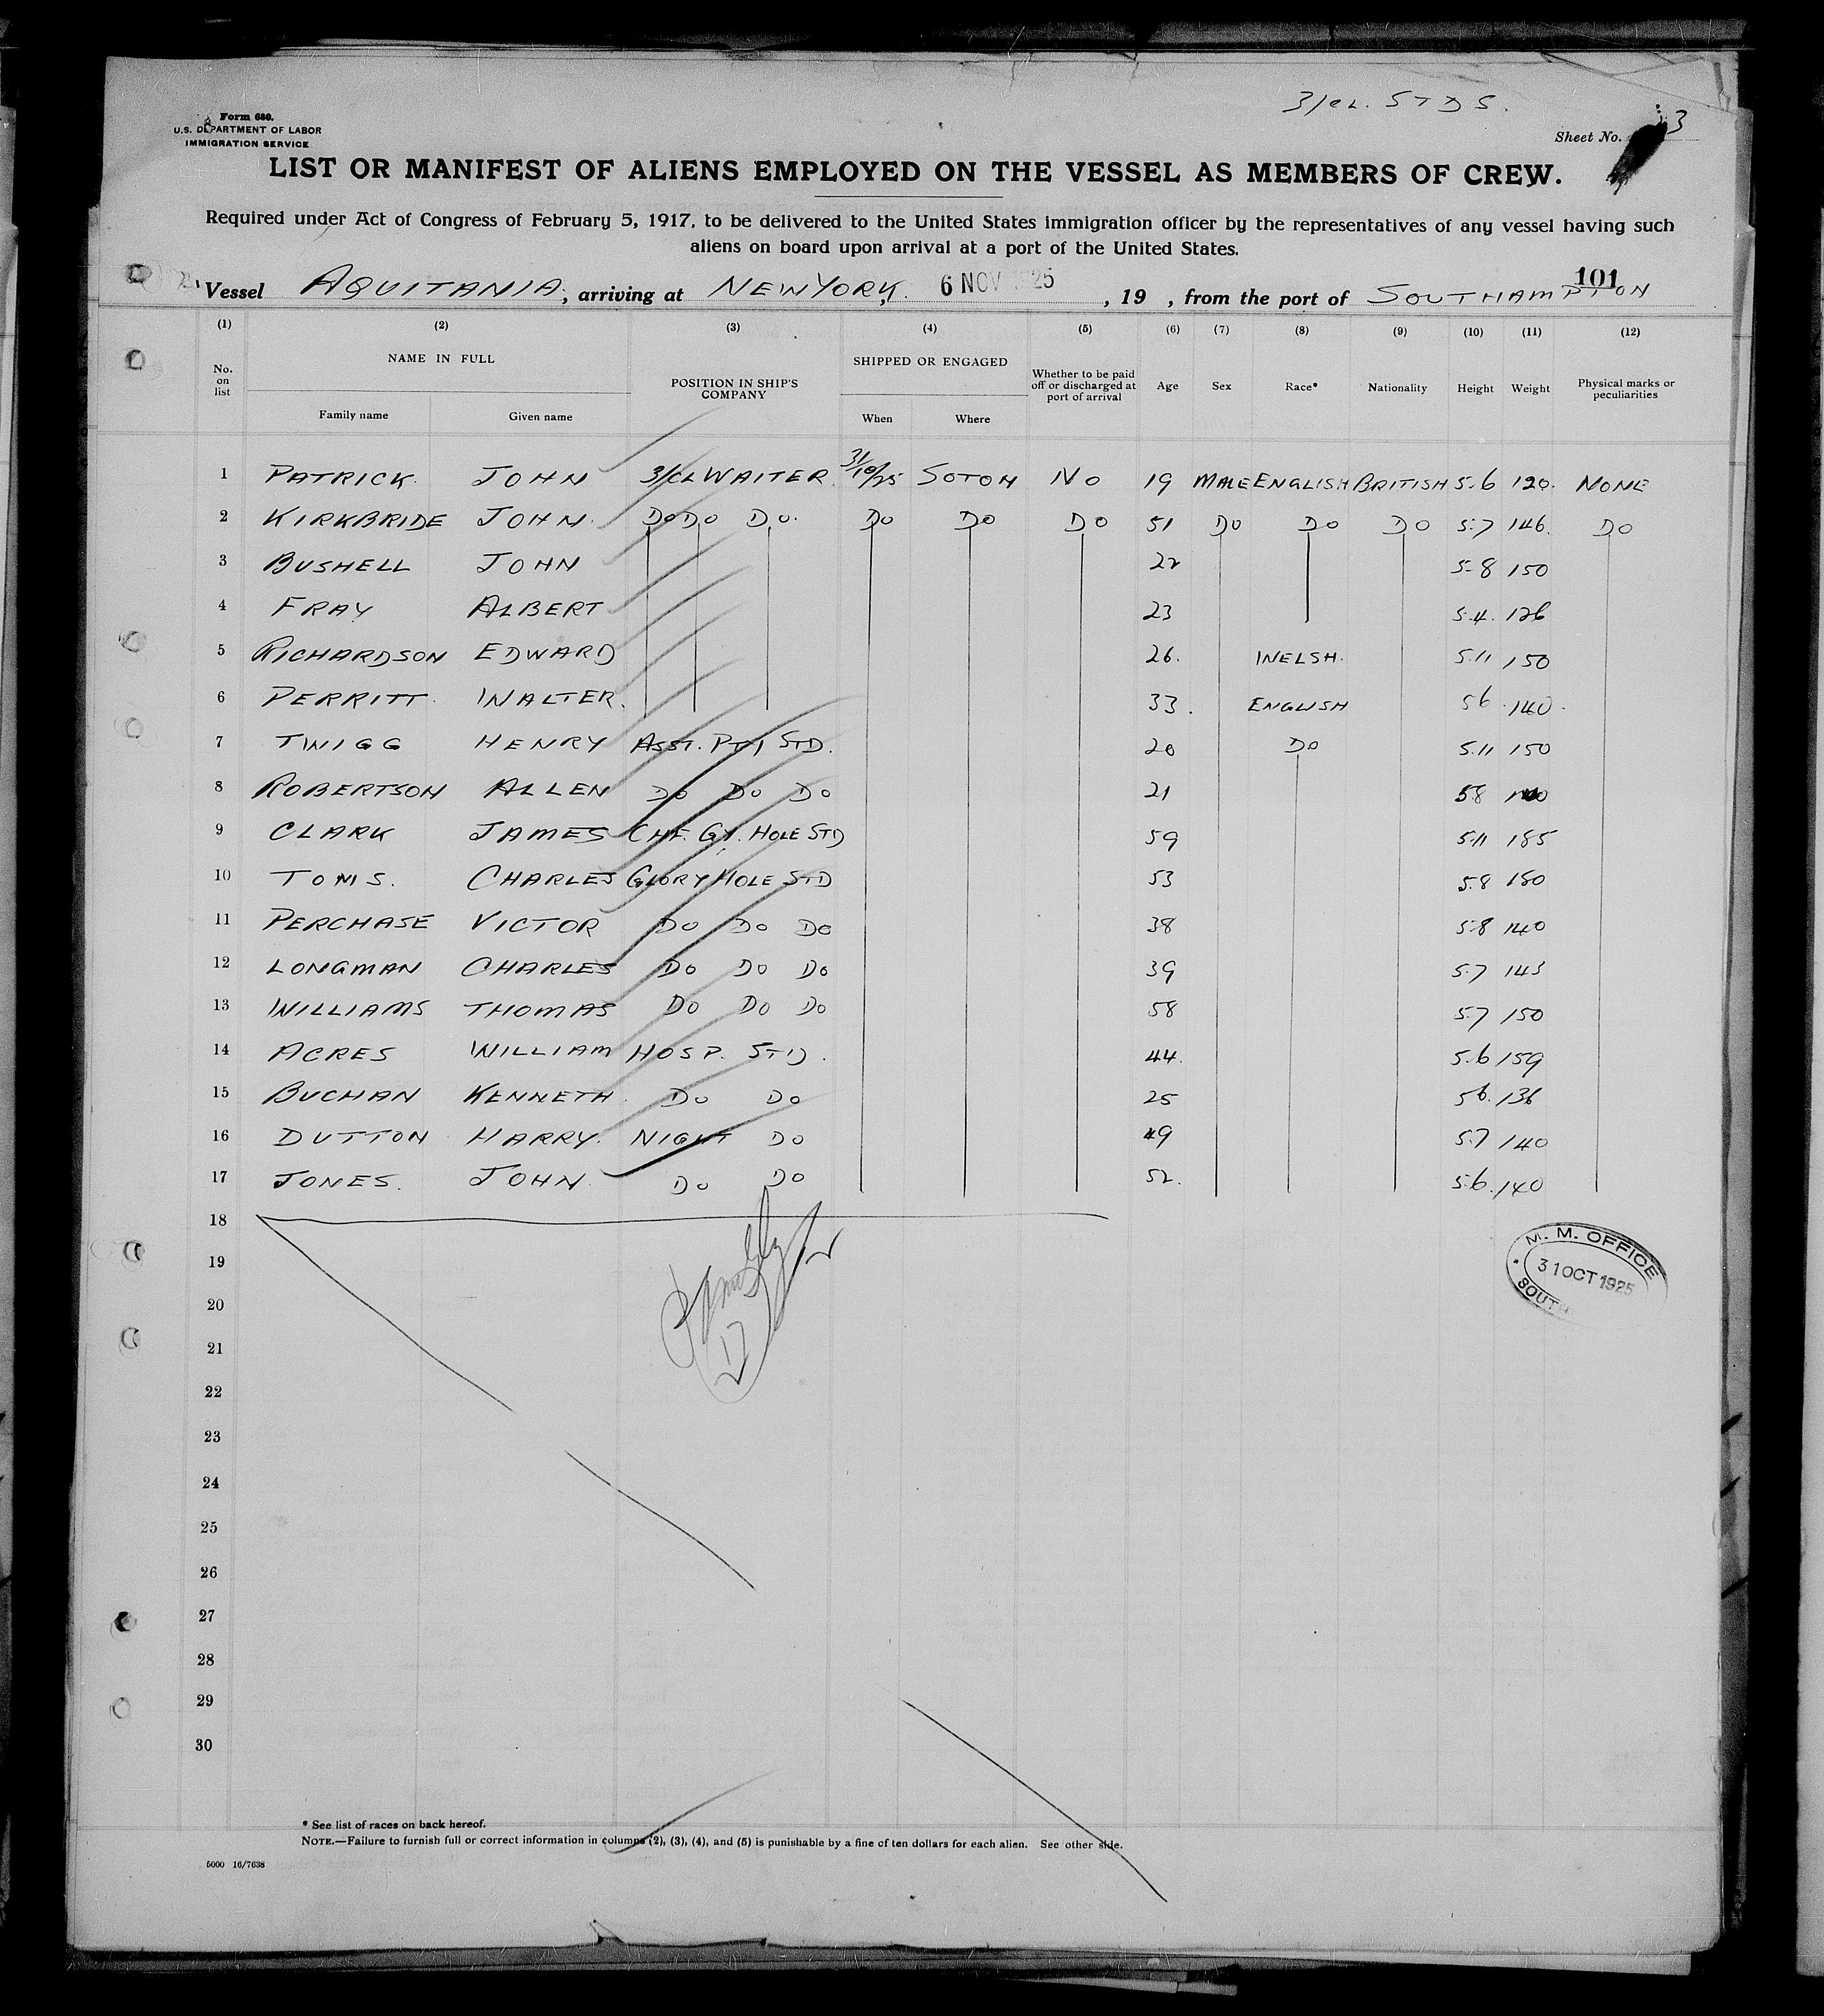 3/CL. STDS.
Form 680.
U.S. DEPARTMENT OF LABOR
IMMIGRATION SERVICE
Sheet No. 3
LIST OR MANIFEST OF ALIENS EMPLOYED ON THE VESSEL AS MEMBERS OF CREW.
Required under Act of Congress of February 5, 1917, to be delivered to the United States immigration officer by the representatives of any vessel having such
aliens on board upon arrival at a port of the United States.
101
Vessel AQUITANIA, arriving at NEW YORK. 6 NOV 1925, 19 , from the port of SOUTHAMPTON
(1) (2) (3) (4) (5) (6) (7) (8) (9) (10) (11) (12)
No. on list NAME IN FULL POSITION IN SHIP'S COMPANY SHIPPED OR ENGAGED Whether to be paid off or discharged at port of arrival Age Sex Race* Nationality Height Weight Physical marks or peculiarities
Family name Given name When Where
1 PATRICK JOHN 3/CL WAITER 31/10/25 SOTON NO 19 MALE ENGLISH BRITISH 5.6 120 NONE
2 KIRKBRIDE JOHN DO DO DO DO DO DO 51 DO DO DO 5.7 146 DO
3 BUSHELL JOHN 22 5.8 150
4 FRAY ALBERT 23 5.4 126
5 RICHARDSON EDWARD 26. WELSH. 5.11 150
6 PERRITT WALTER. 33. ENGLISH 5 6 140.
7 TWIGG HENRY ASST. PTY STD. 20 DO 5.11 150
8 ROBERTSON ALLEN DO DO DO 21 5.8
9 CLARK JAMES CHF. GY. HOLE STD 59 5.11 185
10 TOMS. CHARLES GLORY HOLE STD 53 5.8 180
11 PERCHASE VICTOR DO DO DO 38 5.8 140
12 LONGMAN CHARLES DO DO DO 39 5.7 143
13 WILLIAMS THOMAS DO DO DO 58 5.7 150
14 ACRES WILLIAM HOSP. STD. 44. 5.6 159
15 BUCHAN KENNETH. DO DO 25 5 6. 136
16 DUTTON HARRY. NIGHT DO 49 5.7 140
17 JONES. JOHN DO DO 52. 5.6. 140
18
19
20
21
22
23
24
25
26
27
28
29
30
17
M. M. OFFICE
31 OCT 1925
SOUTH
* See list of races on back hereof.
NOTE.—Failure to furnish full or correct information in columns (2), (3), (4), and (5) is punishable by a fine of ten dollars for each alien. See other side.
5000 16/7638